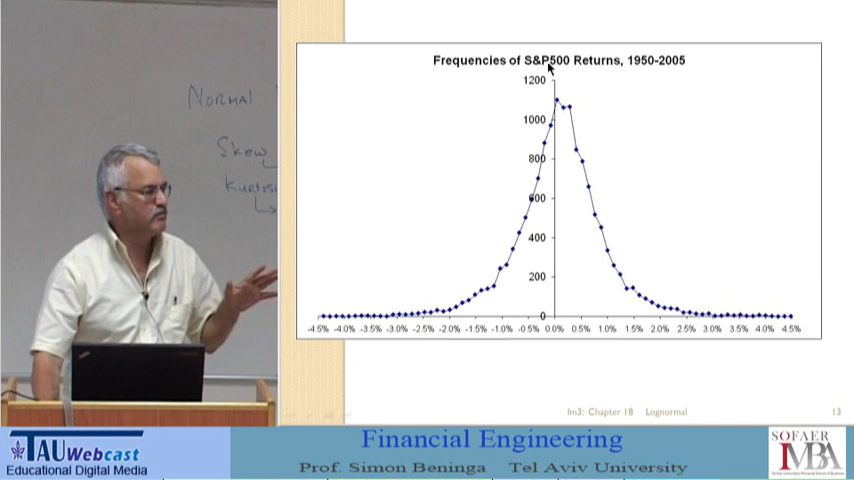 NORMAL
Skew
Kurtosi
Frequencies of S&P500 Returns, 1950-2005
1200
1000
800
600
400
200
0
-4.5% -4.0% -3.5% -3.0% -2.5% -2.0% -1.5% -1.0% -0.5% 0.0% 0.5% 1.0% 1.5% 2.0% 2.5% 3.0% 3.5% 4.0% 4.5%
fm3: Chapter 18 Lognormal 13
TAU Webcast
Educational Digital Media
Financial Engineering
Prof. Simon Beninga Tel Aviv University
SOFAER
IMBA